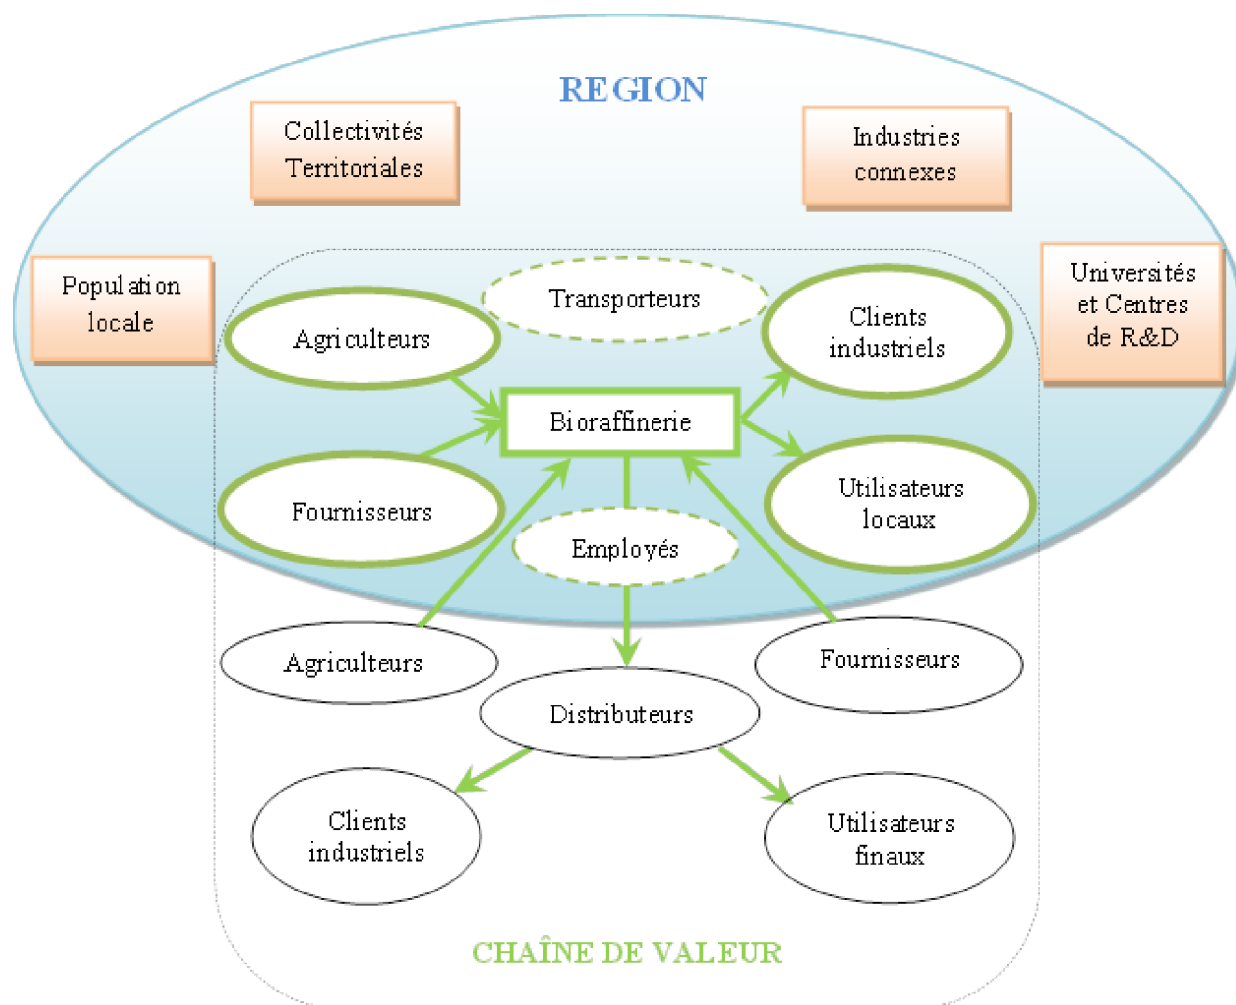 REGION
Collectivités
Territoriales
Industries
connexes
Population
locale
Universités
et Centres
de R&D
Transporteurs
Agriculteurs
Clients
industriels
Bioraffinerie
Fournisseurs
Utilisateurs
locaux
Employés
Agriculteurs
Fournisseurs
Distributeurs
Clients
industriels
Utilisateurs
finaux
CHAÎNE DE VALEUR